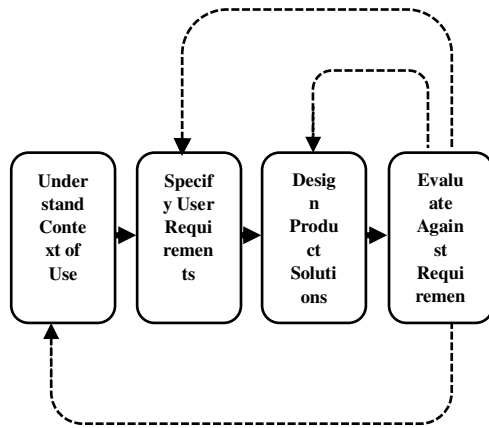 Under
stand
Conte
xt of
Use
Specif
y User
Requi
remen
ts
Desig
n
Produ
ct
Soluti
ons
Evalu
ate
Again
st
Requi
remen